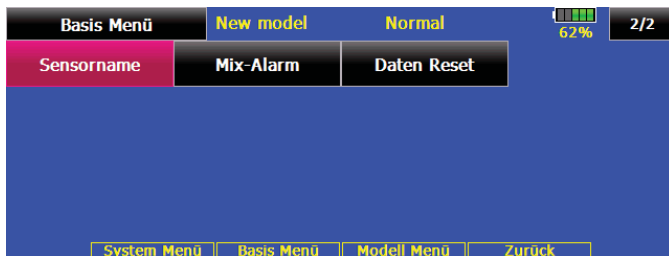 Basis Menü New model Normal 62% 2/2
Sensorname Mix-Alarm Daten Reset
System Menü Basis Menü Modell Menü Zurück